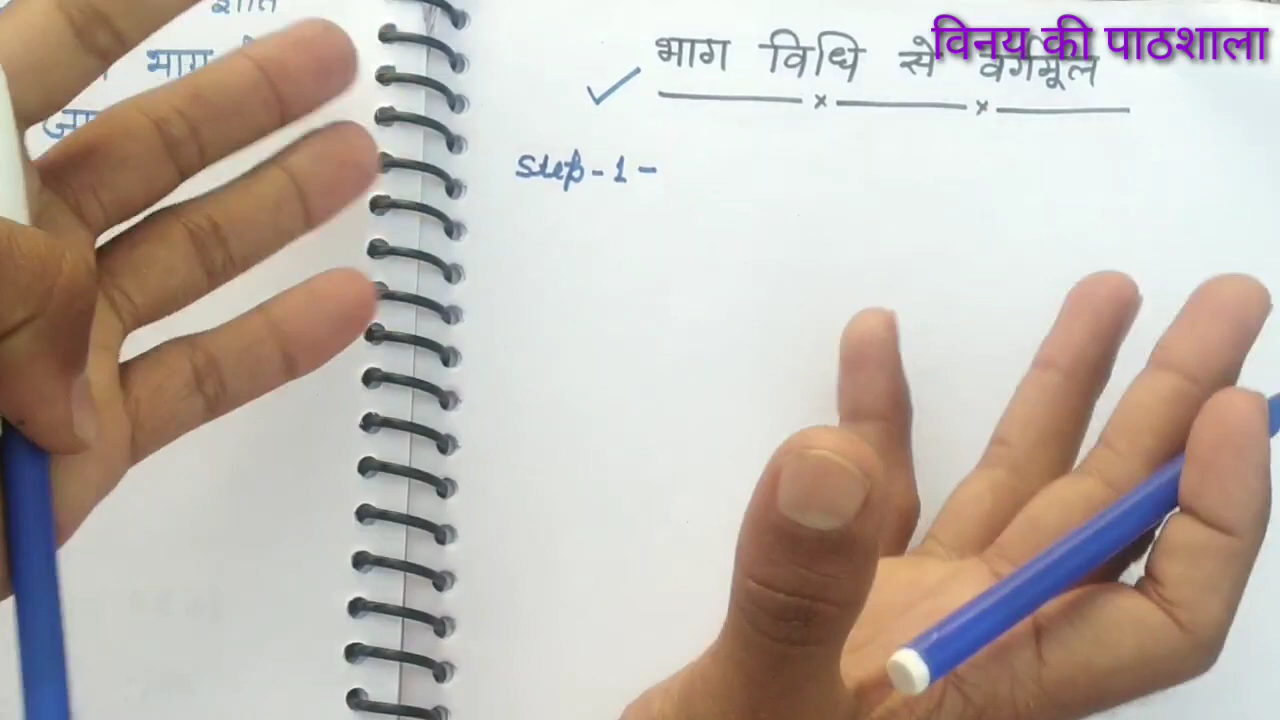 विनय की पाठशाला
भाग विधि से वर्गमूल
Step-1-
भाग